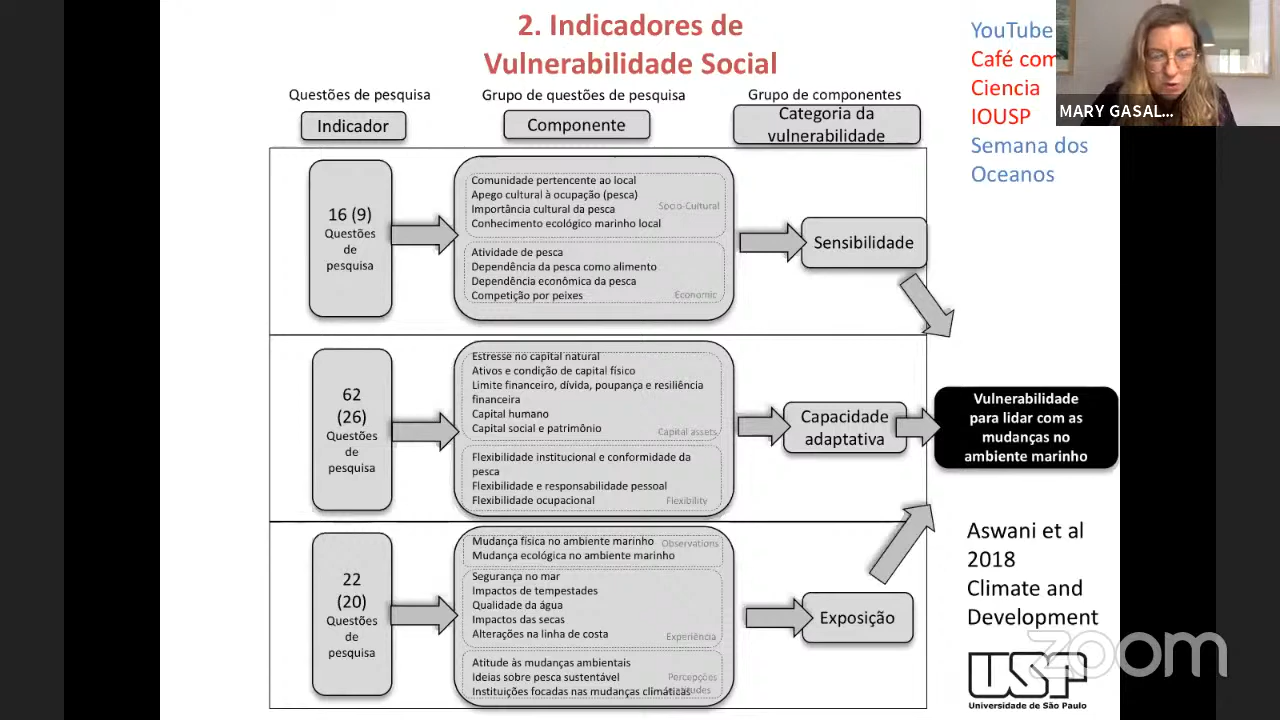 2. Indicadores de
Vulnerabilidade Social
YouTube
Café com
Ciencia
IOUSP
Semana dos
Oceanos
MARY GASAL...
Questões de pesquisa
Grupo de questões de pesquisa
Grupo de componentes
Indicador
Componente
Categoria da
vulnerabilidade
16 (9)
Questões
de
pesquisa
Comunidade pertencente ao local
Apego cultural à ocupação (pesca)
Importância cultural da pesca
Conhecimento ecológico marinho local
Socio-Cultural
Atividade de pesca
Dependência da pesca como alimento
Dependência econômica da pesca
Competição por peixes
Economic
Sensibilidade
62
(26)
Questões
de
pesquisa
Estresse no capital natural
Ativos e condição de capital físico
Limite financeiro, dívida, poupança e resiliência
financeira
Capital humano
Capital social e patrimônio
Capital assets
Flexibilidade institucional e conformidade da
pesca
Flexibilidade e responsabilidade pessoal
Flexibilidade ocupacional
Flexibility
Capacidade
adaptativa
Vulnerabilidade
para lidar com as
mudanças no
ambiente marinho
22
(20)
Questões
de
pesquisa
Mudança física no ambiente marinho
Mudança ecológica no ambiente marinho
Observations
Segurança no mar
Impactos de tempestades
Qualidade da água
Impactos das secas
Alterações na linha de costa
Experiência
Atitude às mudanças ambientais
Ideias sobre pesca sustentável
Instituições focadas nas mudanças climáticas
Percepções
Exposição
Aswani et al
2018
Climate and
Development
zoom
USP
Universidade de São Paulo